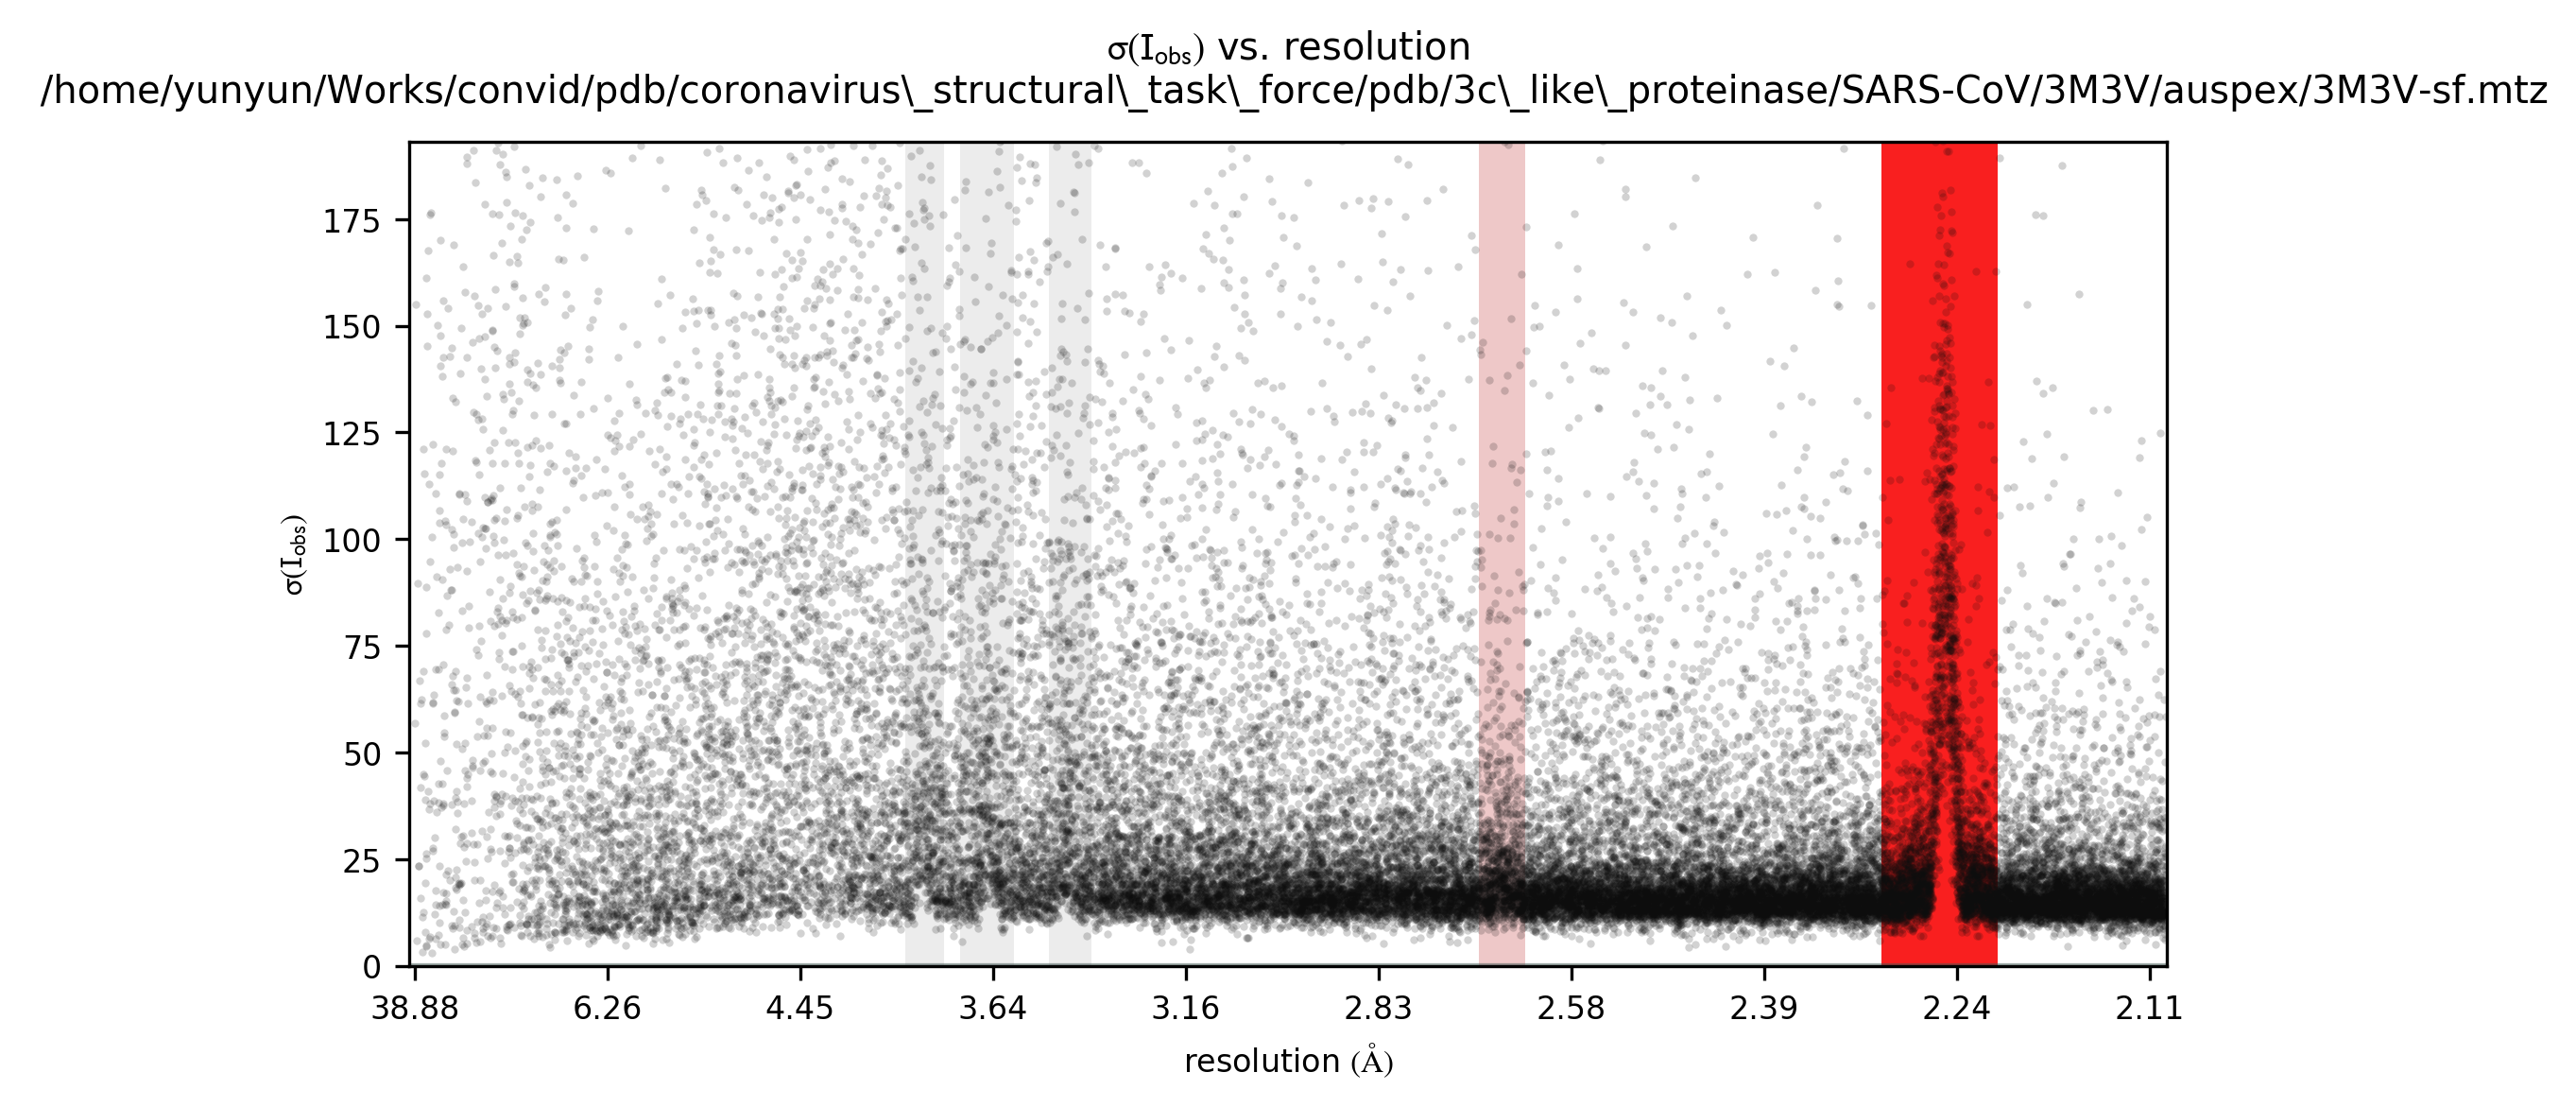 σ(Iobs) vs. resolution
/home/yunyun/Works/convid/pdb/coronavirus\_structural\_task\_force/pdb/3c\_like\_proteinase/SARS-CoV/3M3V/auspex/3M3V-sf.mtz
175
150
125
100
75
50
25
0
σ(Iobs)
38.88 6.26 4.45 3.64 3.16 2.83 2.58 2.39 2.24 2.11
resolution (Å)